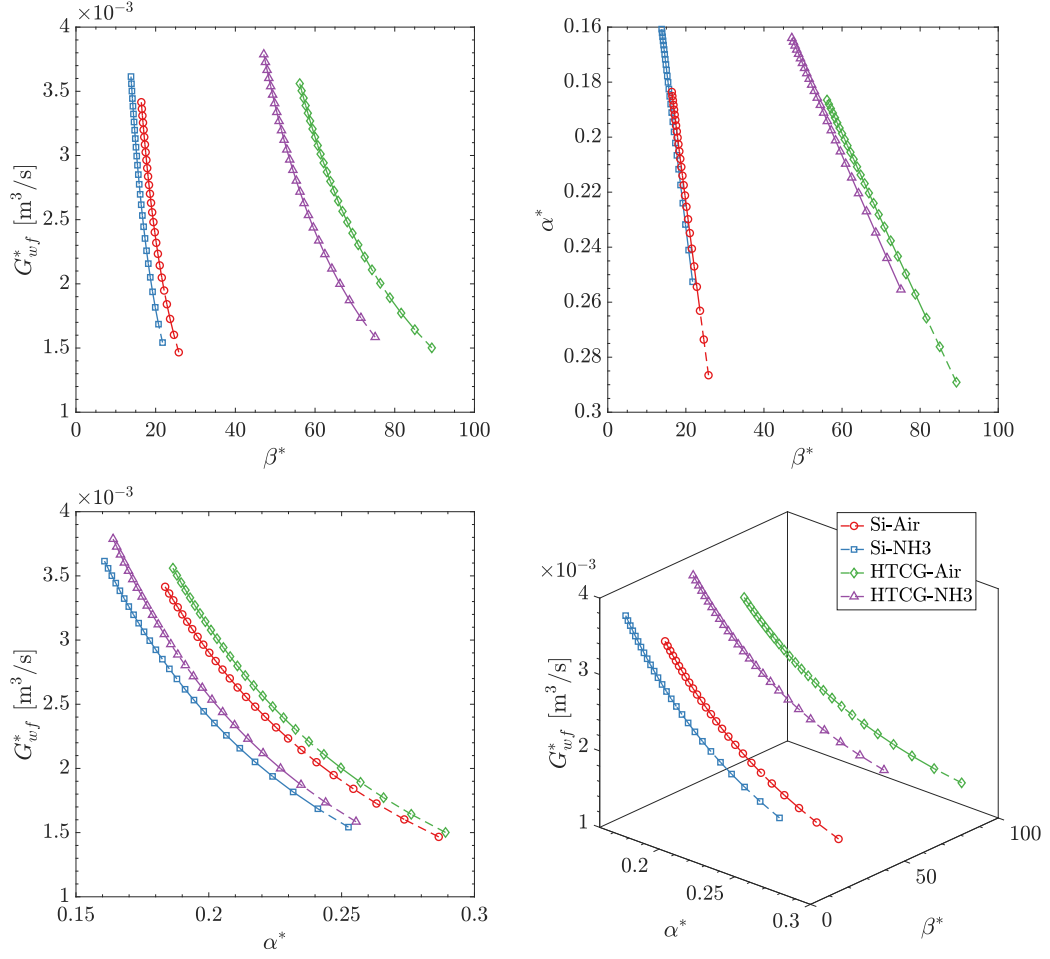 ×10⁻³
4
3.5
3
2.5
2
1.5
1
G*wf [m³/s]
0 20 40 60 80 100
β*
0.16
0.18
0.2
0.22
0.24
0.26
0.28
0.3
α*
0 20 40 60 80 100
β*
×10⁻³
4
3.5
3
2.5
2
1.5
1
G*wf [m³/s]
0.15 0.2 0.25 0.3
α*
Si-Air
Si-NH3
HTCG-Air
HTCG-NH3
×10⁻³
4
3
2
1
G*wf [m³/s]
0.2
0.25
0.3
α*
0
50
100
β*